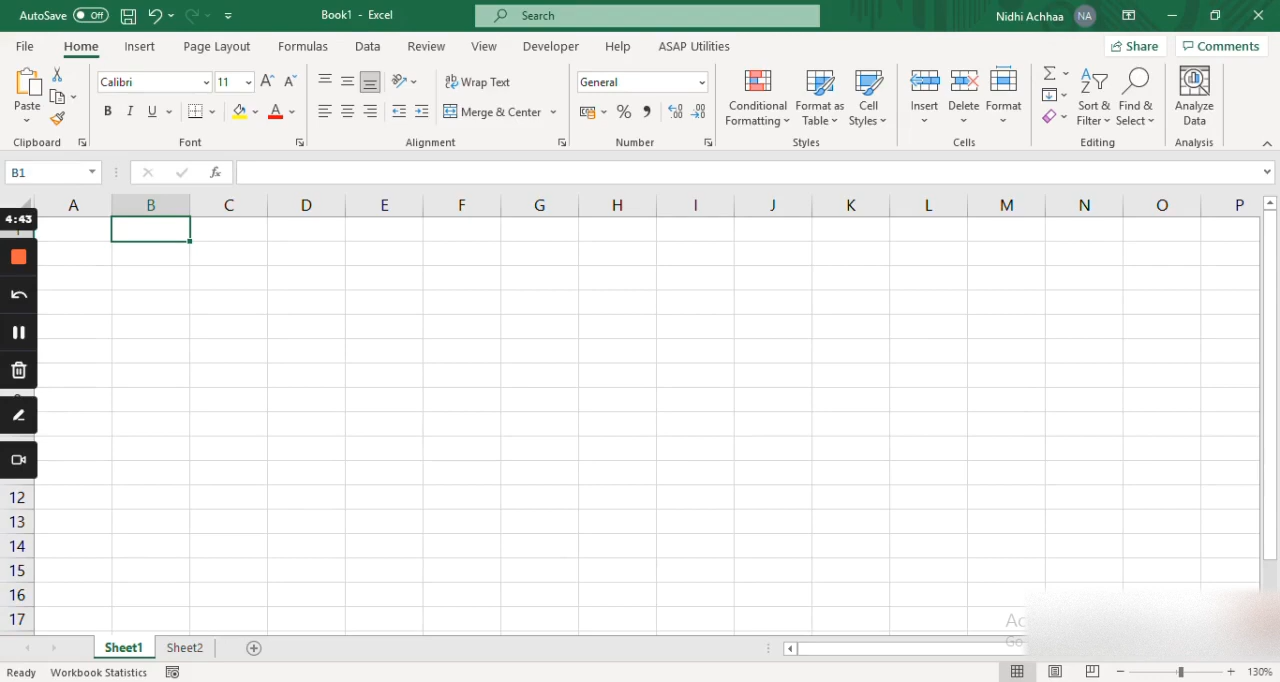 AutoSave Off Book1 - Excel Search Nidhi Achhaa NA
File Home Insert Page Layout Formulas Data Review View Developer Help ASAP Utilities Share Comments
Paste Calibri 11 A A Wrap Text General Conditional Formatting Format as Table Cell Styles Insert Delete Format Sort & Filter Find & Select Analyze Data
B I U A Merge & Center % ,
Clipboard Font Alignment Number Styles Cells Editing Analysis
B1 fx
A B C D E F G H I J K L M N O P
4:43
12
13
14
15
16
17
Sheet1 Sheet2
Ready Workbook Statistics 130%